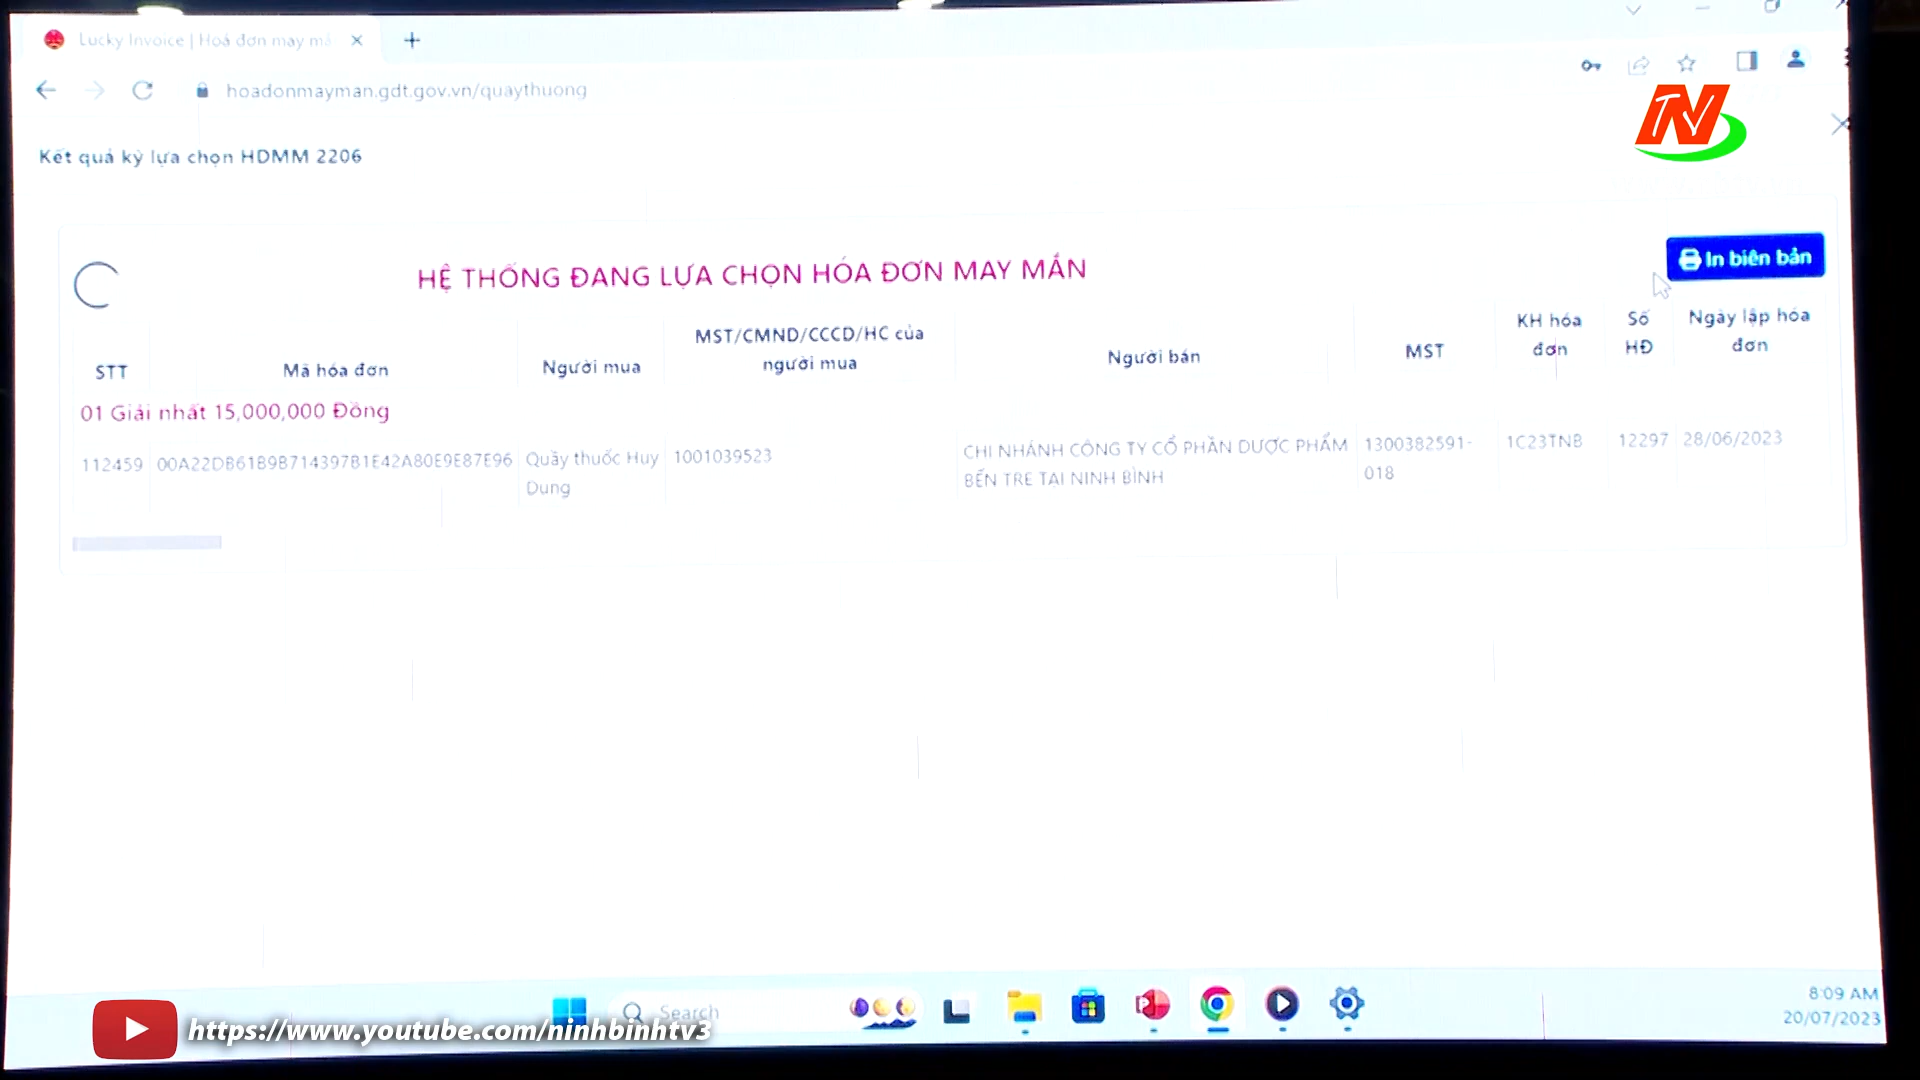 Lucky Invoice | Hoá đơn may mắ
hoadonmayman.gdt.gov.vn/quaythuong
NTV
Kết quả kỳ lựa chọn HDMM 2206
HỆ THỐNG ĐANG LỰA CHỌN HÓA ĐƠN MAY MẮN
In biên bản
STT
Mã hóa đơn
Người mua
MST/CMND/CCCD/HC của
người mua
Người bán
MST
KH hóa
đơn
Số
HĐ
Ngày lập hóa
đơn
01 Giải nhất 15,000,000 Đồng
112459
00A22DB61B9B714397B1E42A80E9E87E96
Quầy thuốc Huy
Dung
1001039523
CHI NHÁNH CÔNG TY CỔ PHẦN DƯỢC PHẨM
BẾN TRE TẠI NINH BÌNH
1300382591-
018
1C23TNB
12297
28/06/2023
Search
8:09 AM
20/07/2023
https://www.youtube.com/ninhbinhtv3